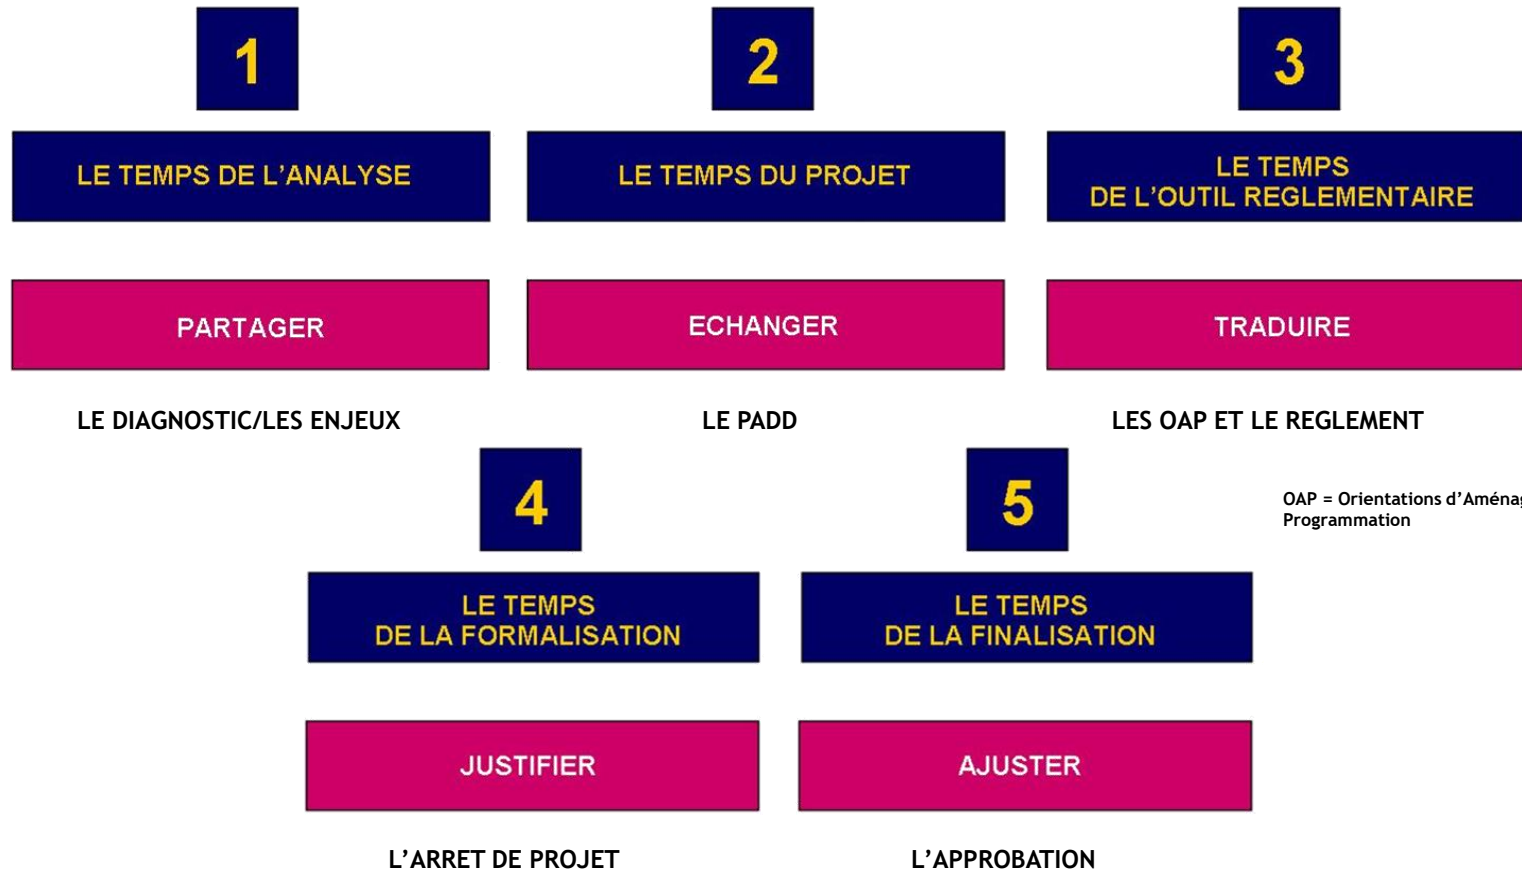 1
2
3
LE TEMPS DE L’ANALYSE
LE TEMPS DU PROJET
LE TEMPS
DE L’OUTIL REGLEMENTAIRE
PARTAGER
ECHANGER
TRADUIRE
LE DIAGNOSTIC/LES ENJEUX
LE PADD
LES OAP ET LE REGLEMENT
4
5
OAP = Orientations
Programmation
LE TEMPS
DE LA FORMALISATION
LE TEMPS
DE LA FINALISATION
JUSTIFIER
AJUSTER
L’ARRET DE PROJET
L’APPROBATION